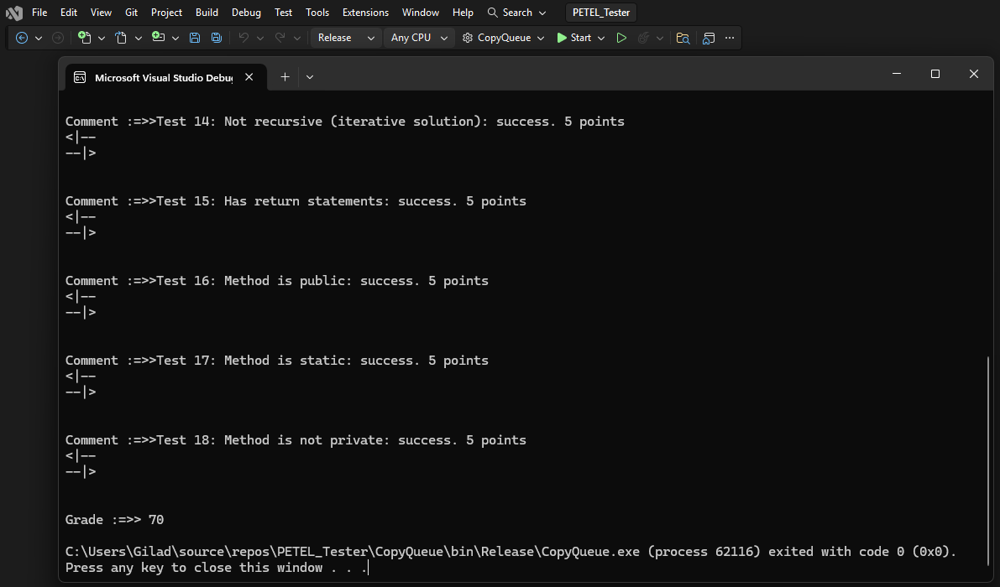 File Edit View Git Project Build Debug Test Tools Extensions Window Help Search PETEL_Tester
Release Any CPU CopyQueue Start
Microsoft Visual Studio Debu
Comment :=>>Test 14: Not recursive (iterative solution): success. 5 points
<|--
--|>
Comment :=>>Test 15: Has return statements: success. 5 points
<|--
--|>
Comment :=>>Test 16: Method is public: success. 5 points
<|--
--|>
Comment :=>>Test 17: Method is static: success. 5 points
<|--
--|>
Comment :=>>Test 18: Method is not private: success. 5 points
<|--
--|>
Grade :=>> 70
C:\Users\Gilad\source\repos\PETEL_Tester\CopyQueue\bin\Release\CopyQueue.exe (process 62116) exited with code 0 (0x0).
Press any key to close this window . . .